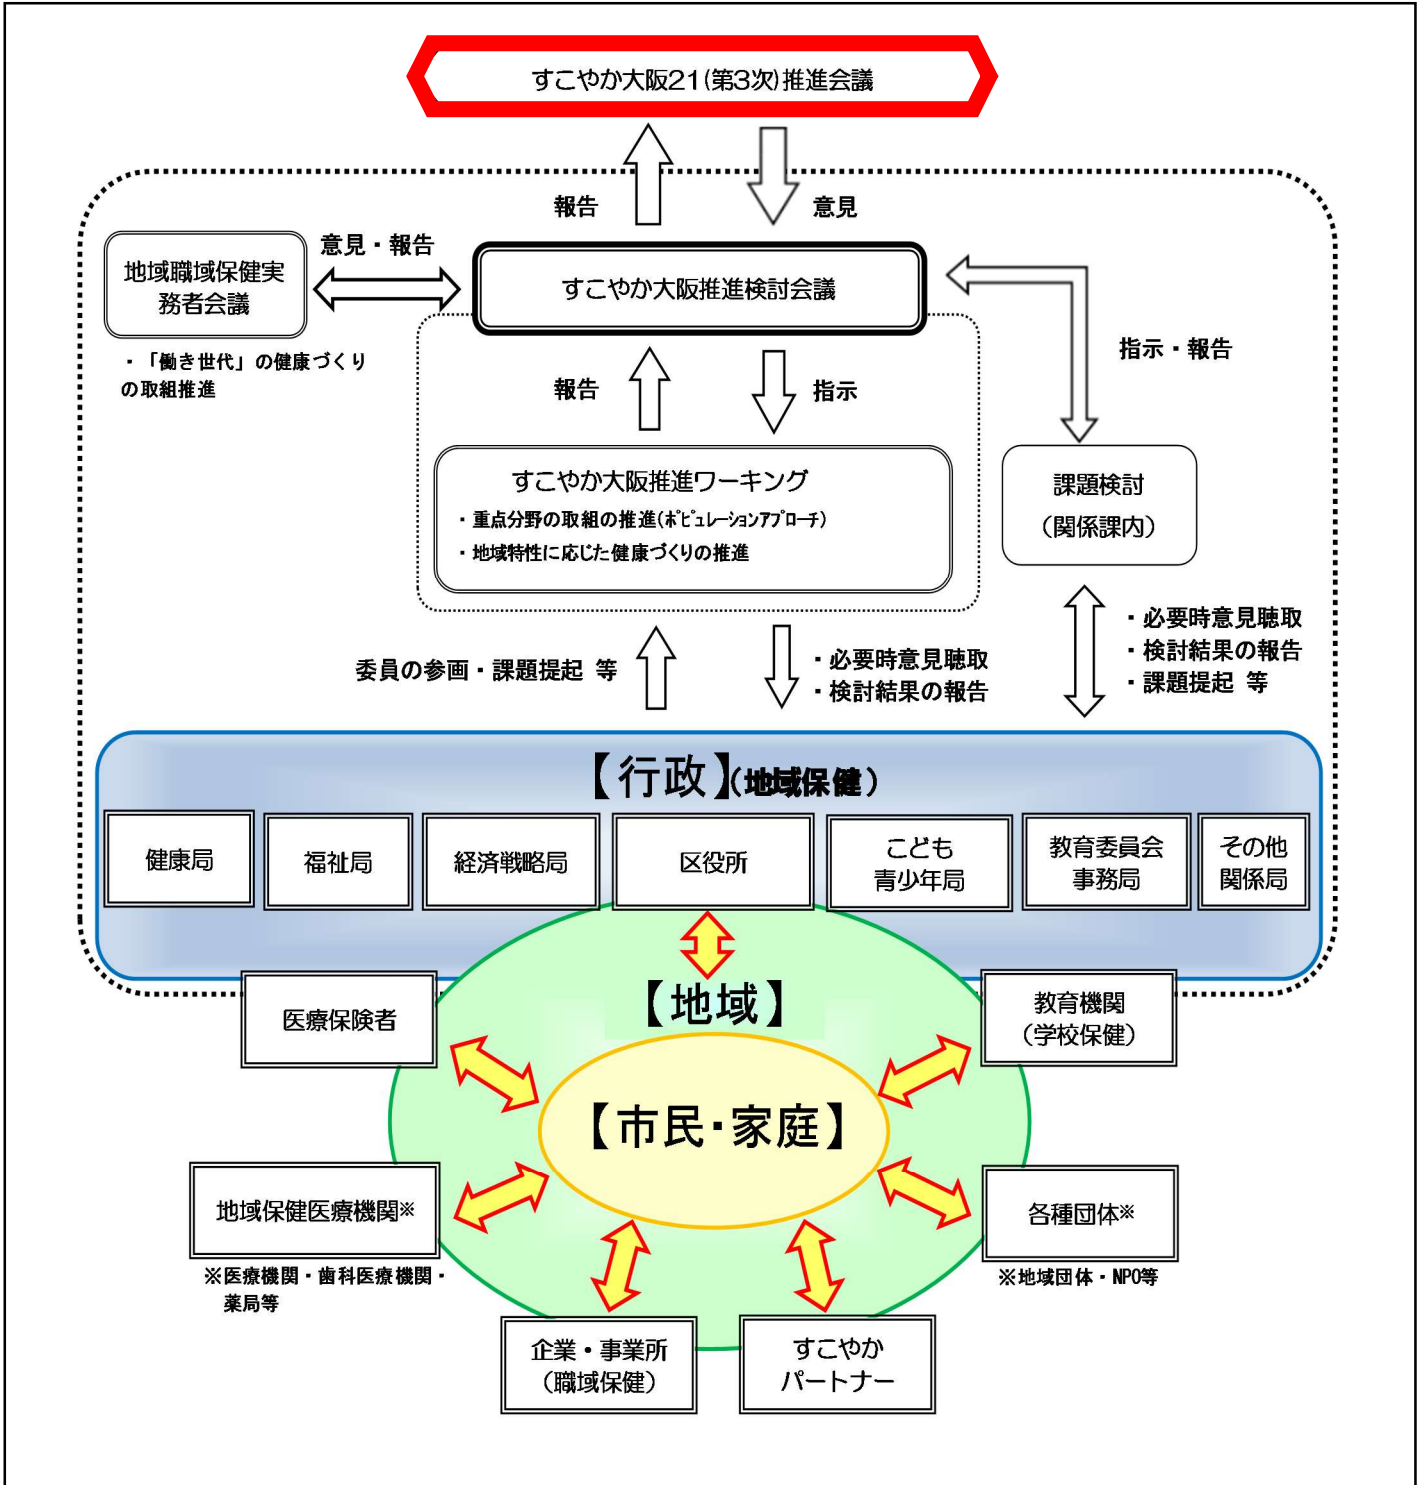 すこやか大阪21(第3次)推進会議
報告
意見
意見・報告
地域職域保健実
務者会議
すこやか大阪推進検討会議
・「働き世代」の健康づくり
の取組推進
指示・報告
報告
指示
すこやか大阪推進ワーキング
・重点分野の取組の推進(ポピュレーションアプローチ)
・地域特性に応じた健康づくりの推進
課題検討
(関係課内)
委員の参画・課題提起 等
・必要時意見聴取
・検討結果の報告
・必要時意見聴取
・検討結果の報告
・課題提起 等
【行政】(地域保健)
健康局
福祉局
経済戦略局
区役所
こども
青少年局
教育委員会
事務局
その他
関係局
【地域】
医療保険者
教育機関
(学校保健)
【市民・家庭】
地域保健医療機関※
※医療機関・歯科医療機関・
薬局等
各種団体※
※地域団体・NPO等
企業・事業所
(職域保健)
すこやか
パートナー